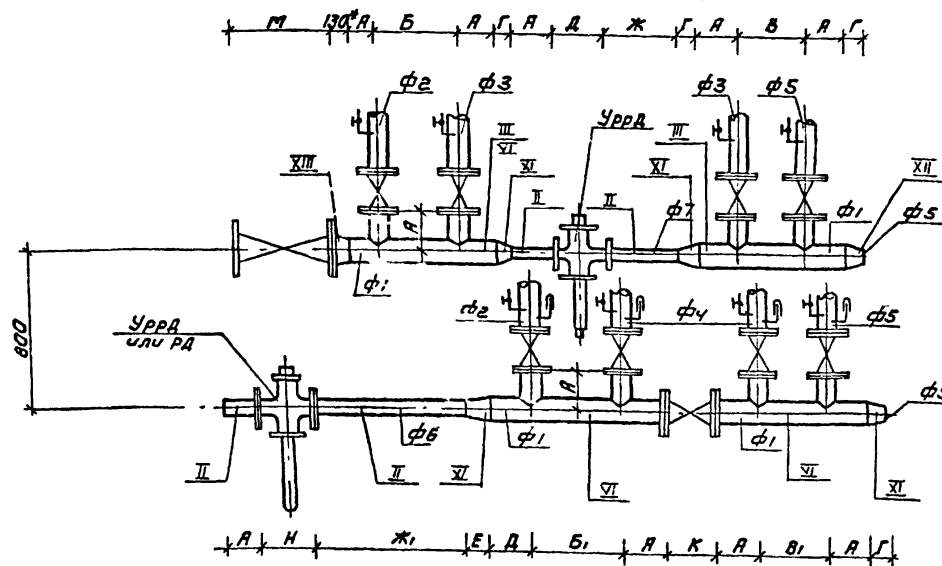 М 130* А Б А Г А Д Ж Г А В А Г
ф2 ф3 УррД ф3 ф5
XIII III VI XI II II XI ф7 III ф1 XII ф5
А
ф1
800
ф2 ф4 ф5
УррД
или РД
А
ф5
II II ф6 XI ф1 VI ф1 VI XI
А Н Ж1 Е Д Б1 А К А В1 А Г